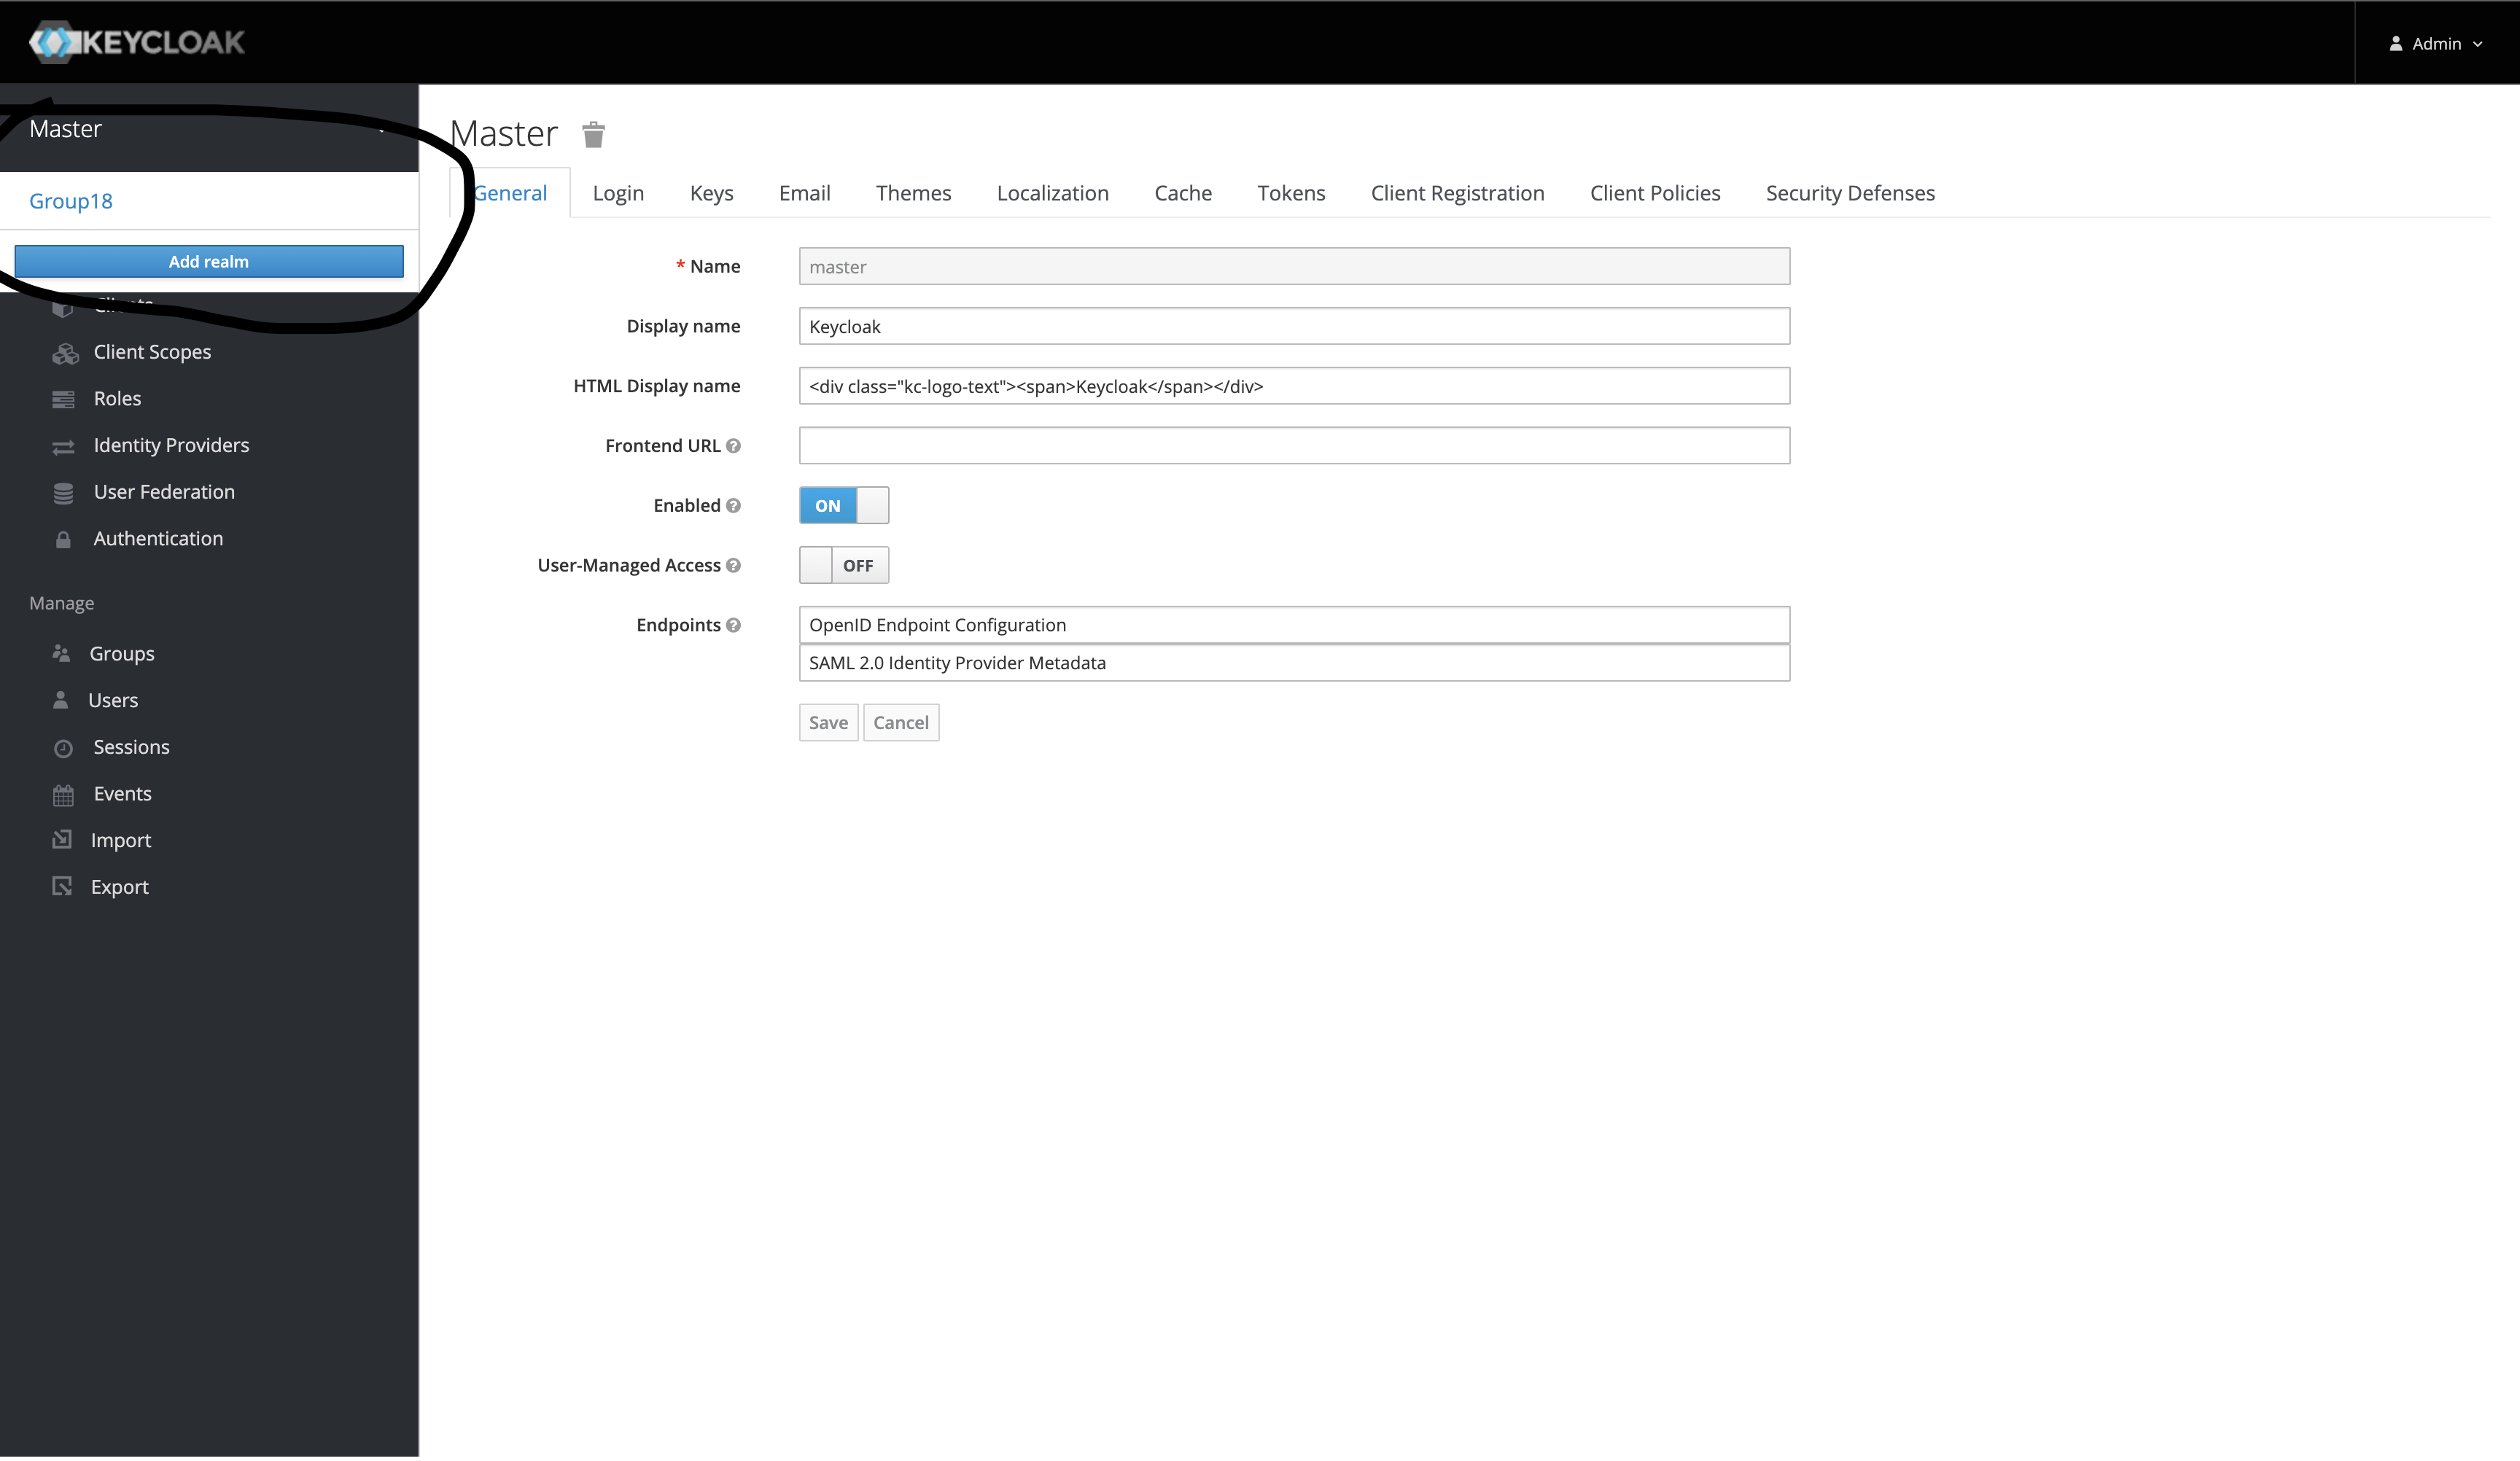 KEYCLOAK
Admin
Master
Group18
Add realm
Clients
Client Scopes
Roles
Identity Providers
User Federation
Authentication
Manage
Groups
Users
Sessions
Events
Import
Export
Master
General Login Keys Email Themes Localization Cache Tokens Client Registration Client Policies Security Defenses
* Name master
Display name Keycloak
HTML Display name <div class="kc-logo-text"><span>Keycloak</span></div>
Frontend URL
Enabled ON
User-Managed Access OFF
Endpoints OpenID Endpoint Configuration
SAML 2.0 Identity Provider Metadata
Save Cancel